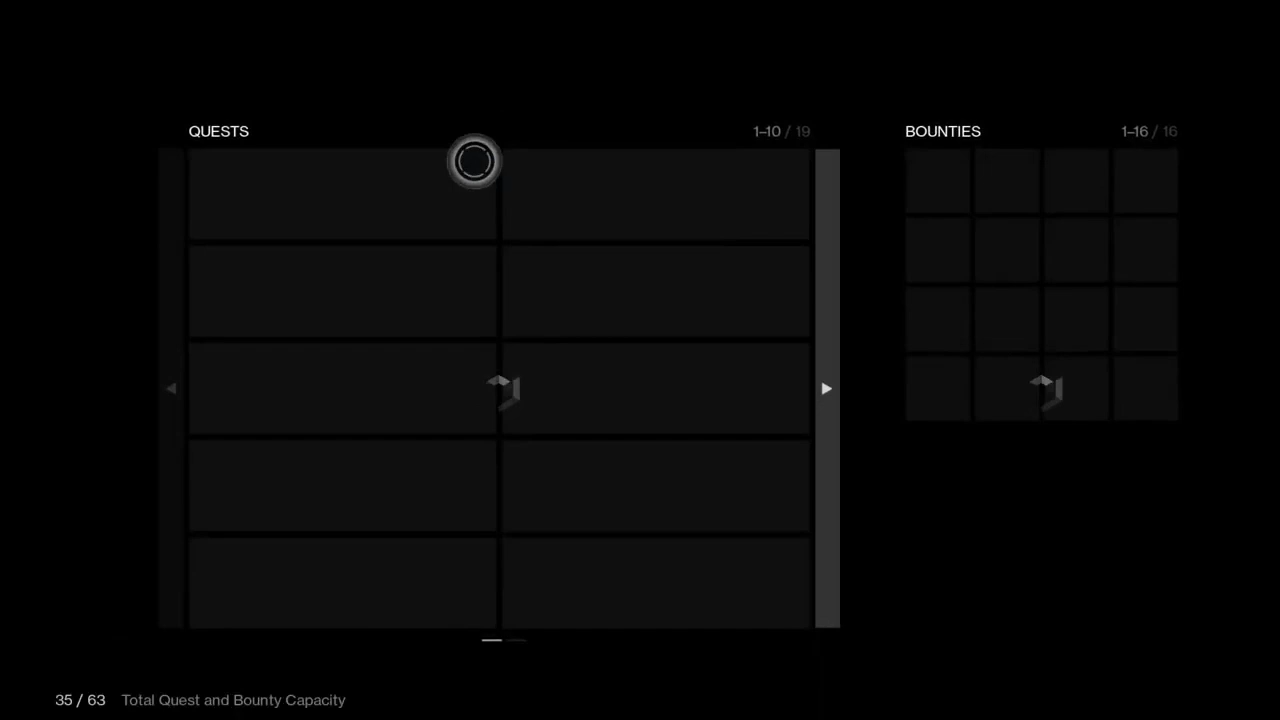 QUESTS 1–10 / 19
BOUNTIES 1–16 / 16
35 / 63 Total Quest and Bounty Capacity